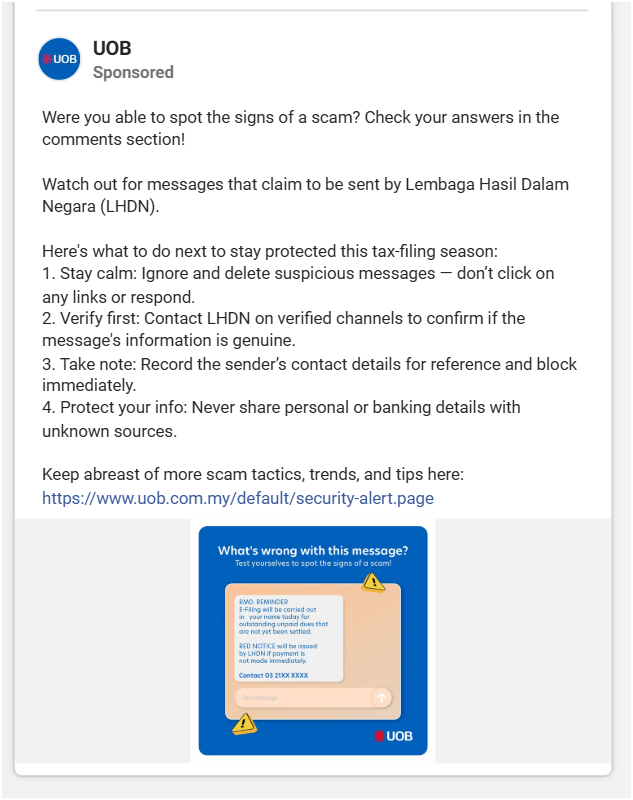 UOB
UOB
Sponsored
Were you able to spot the signs of a scam? Check your answers in the
comments section!
Watch out for messages that claim to be sent by Lembaga Hasil Dalam
Negara (LHDN).
Here's what to do next to stay protected this tax-filing season:
1. Stay calm: Ignore and delete suspicious messages — don’t click on
any links or respond.
2. Verify first: Contact LHDN on verified channels to confirm if the
message's information is genuine.
3. Take note: Record the sender’s contact details for reference and block
immediately.
4. Protect your info: Never share personal or banking details with
unknown sources.
Keep abreast of more scam tactics, trends, and tips here:
https://www.uob.com.my/default/security-alert.page
What's wrong with this message?
Test yourselves to spot the signs of a scam!
RM0: REMINDER
E-Filing will be carried out
in your name today for
outstanding unpaid dues that
are not yet been settled.
RED NOTICE will be issued
by LHDN if payment is
not made immediately.
Contact 03 21XX XXXX
Text message
UOB